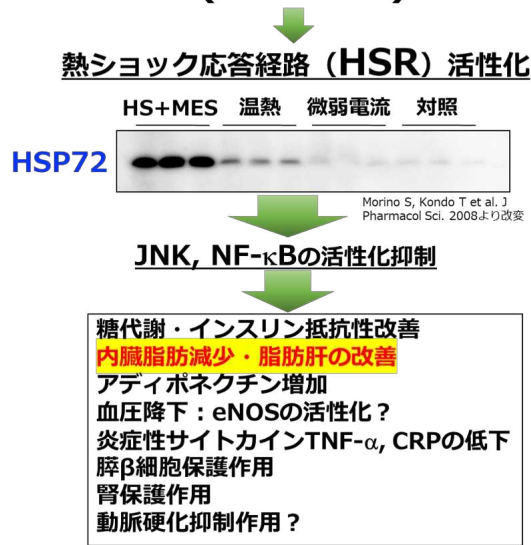 熱ショック応答経路（HSR）活性化
HS+MES 温熱 微弱電流 対照
HSP72
Morino S, Kondo T et al. J
Pharmacol Sci. 2008より改変
JNK, NF-κBの活性化抑制
糖代謝・インスリン抵抗性改善
内臓脂肪減少・脂肪肝の改善
アディポネクチン増加
血圧降下：eNOSの活性化？
炎症性サイトカインTNF-α, CRPの低下
膵β細胞保護作用
腎保護作用
動脈硬化抑制作用？